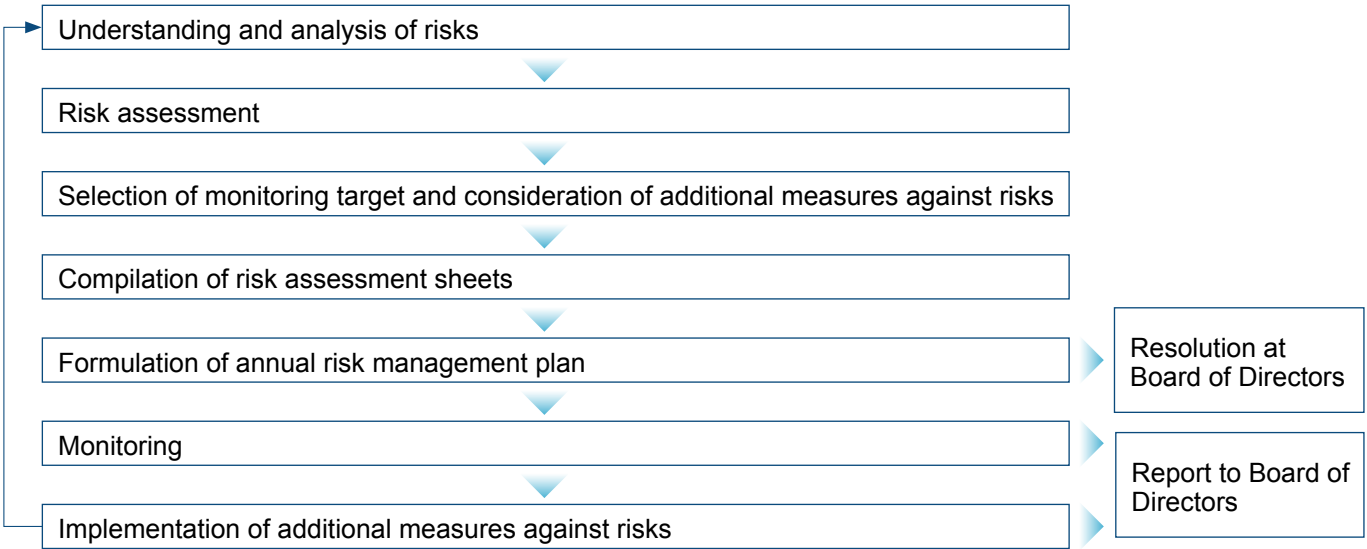 Understanding and analysis of risks
Risk assessment
Selection of monitoring target and consideration of additional measures against risks
Compilation of risk assessment sheets
Formulation of annual risk management plan
Resolution at
Board of Directors
Monitoring
Report to Board of
Directors
Implementation of additional measures against risks